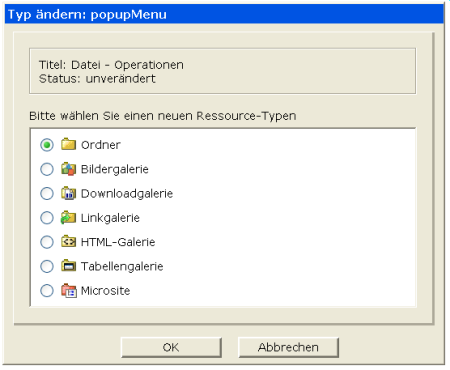 Typ ändern: popupMenu
Titel: Datei - Operationen
Status: unverändert
Bitte wählen Sie einen neuen Ressource-Typen
Ordner
Bildergalerie
Downloadgalerie
Linkgalerie
HTML-Galerie
Tabellengalerie
Microsite
OK Abbrechen